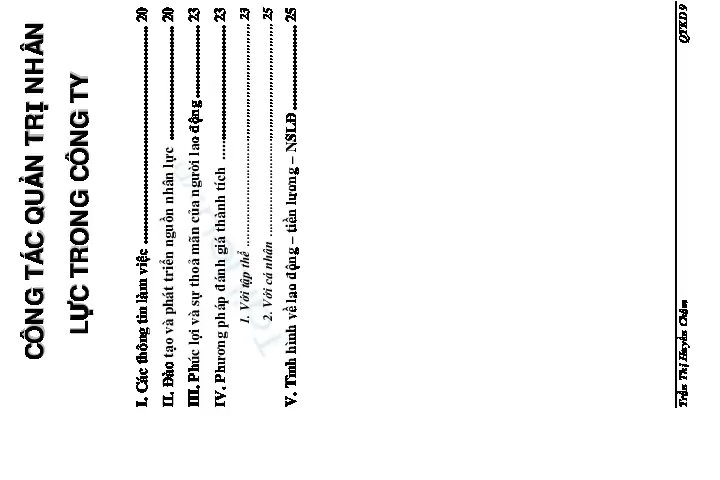 CÔNG TÁC QUẢN TRỊ NHÂN
LỰC TRONG CÔNG TY
I. Các thông tin làm việc ........................................ 20
II. Đào tạo và phát triển nguồn nhân lực ........................ 20
III. Phúc lợi và sự thoả mãn của người lao động .................. 23
IV. Phương pháp đánh giá thành tích ........................ 23
1. Với tập thể ........................................ 23
2. Với cá nhân ........................................ 25
V. Tình hình về lao động – tiền lương – NSLĐ ........................ 25
Trần Thị Huyền Châm QTKD 9